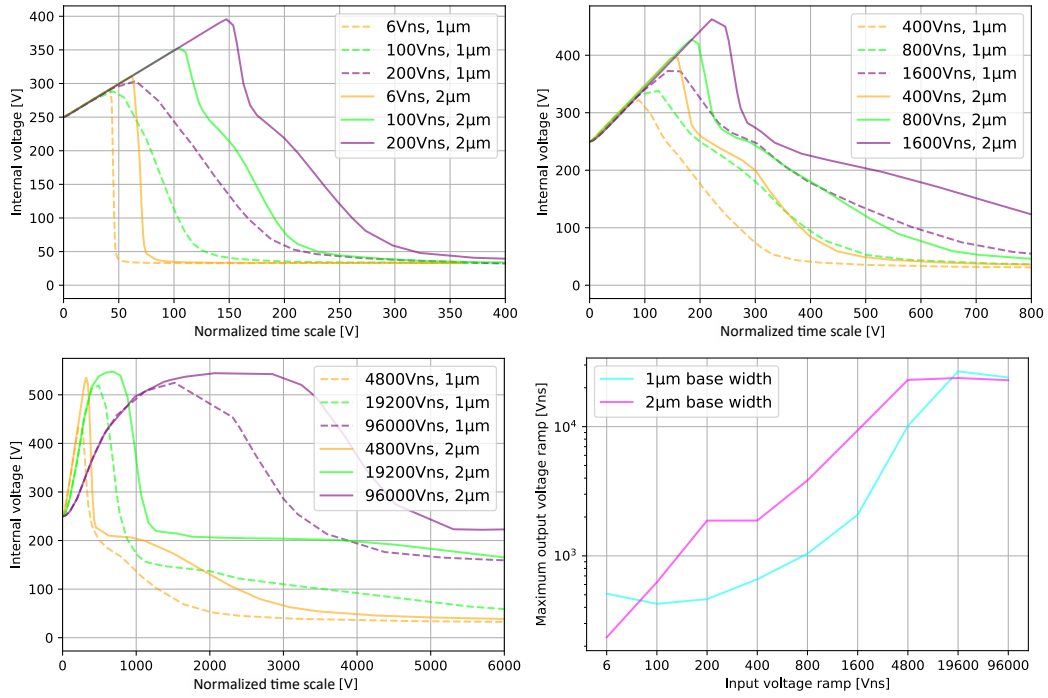 Internal voltage [V]
400
350
300
250
200
150
100
50
0
0 50 100 150 200 250 300 350 400
Normalized time scale [V]
6Vns, 1μm
100Vns, 1μm
200Vns, 1μm
6Vns, 2μm
100Vns, 2μm
200Vns, 2μm
Internal voltage [V]
400
300
200
100
0
0 100 200 300 400 500 600 700 800
Normalized time scale [V]
400Vns, 1μm
800Vns, 1μm
1600Vns, 1μm
400Vns, 2μm
800Vns, 2μm
1600Vns, 2μm
Internal voltage [V]
500
400
300
200
100
0
0 1000 2000 3000 4000 5000 6000
Normalized time scale [V]
4800Vns, 1μm
19200Vns, 1μm
96000Vns, 1μm
4800Vns, 2μm
19200Vns, 2μm
96000Vns, 2μm
Maximum output voltage ramp [Vns]
10⁴
10³
6 100 200 400 800 1600 4800 19600 96000
Input voltage ramp [Vns]
1μm base width
2μm base width